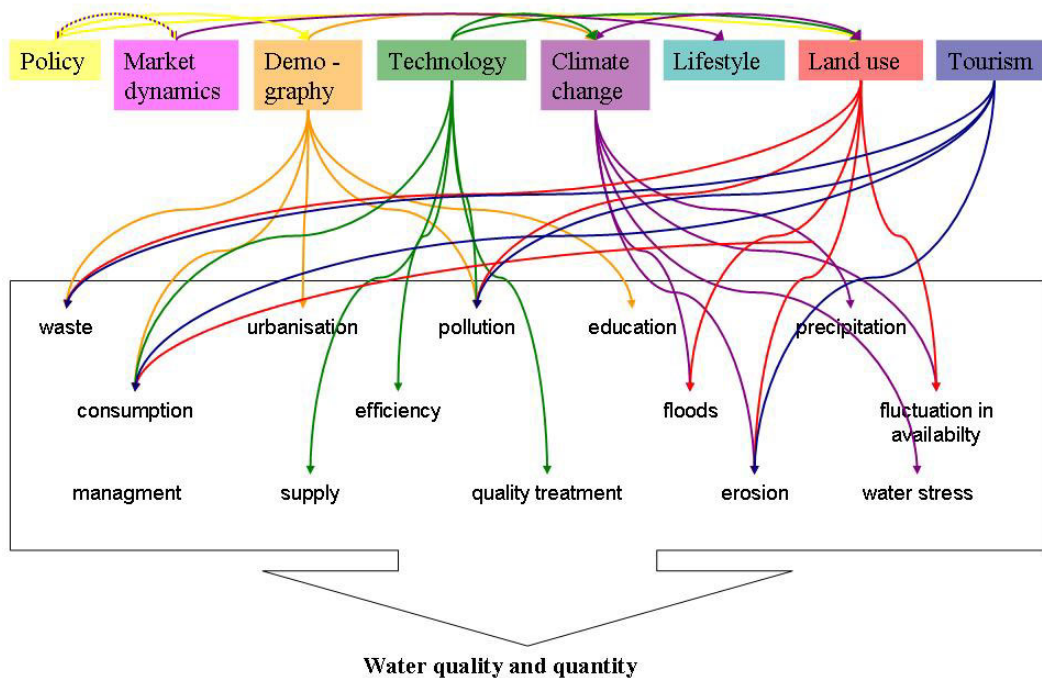 Policy
Market
dynamics
Demo -
graphy
Technology
Climate
change
Lifestyle
Land use
Tourism
waste
urbanisation
pollution
education
precipitation
consumption
efficiency
floods
fluctuation in
availabilty
managment
supply
quality treatment
erosion
water stress
Water quality and quantity